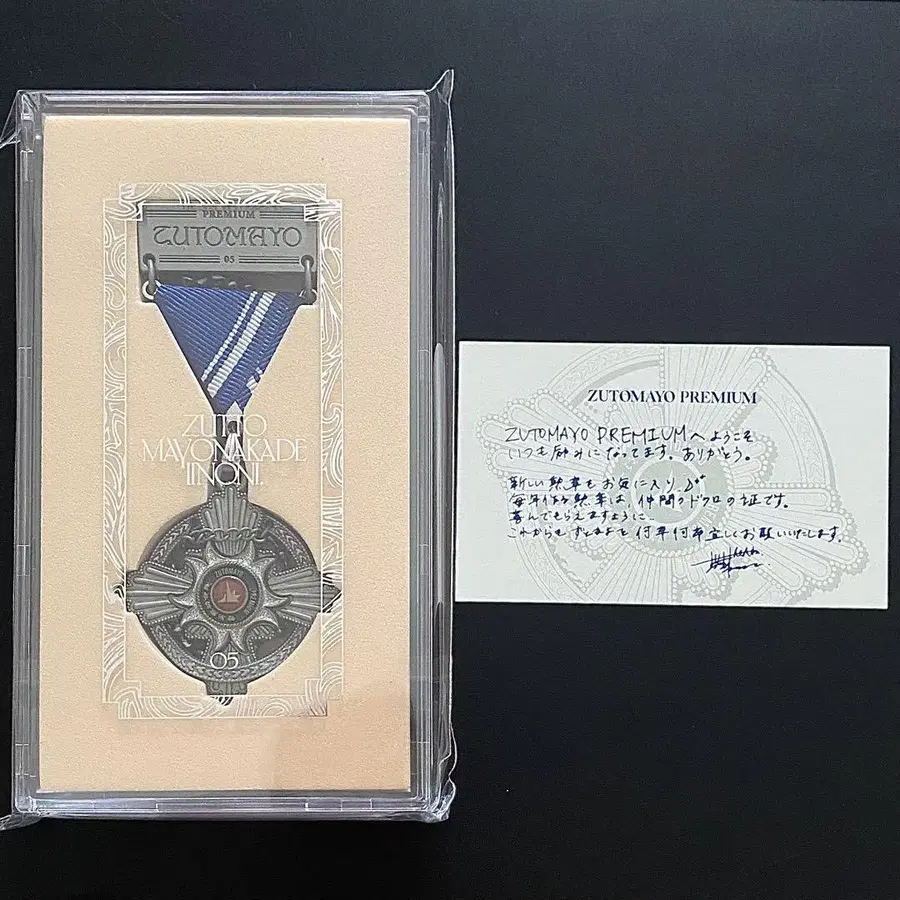 PREMIUM
ZUTOMAYO
05
ZUTTO
MAYONAKADE
IINONI.
ZUTOMAYO
05
ZUTOMAYO PREMIUM
ZUTOMAYO PREMIUMへようこそ
いつも励みになってます。ありがとう。
新しい勲章もお気に入り
毎年付る勲章は、仲間のドクロの証です。
喜んでもらえますように
これからも ずとまよを 何卒何卒宜しくお願いいたします。